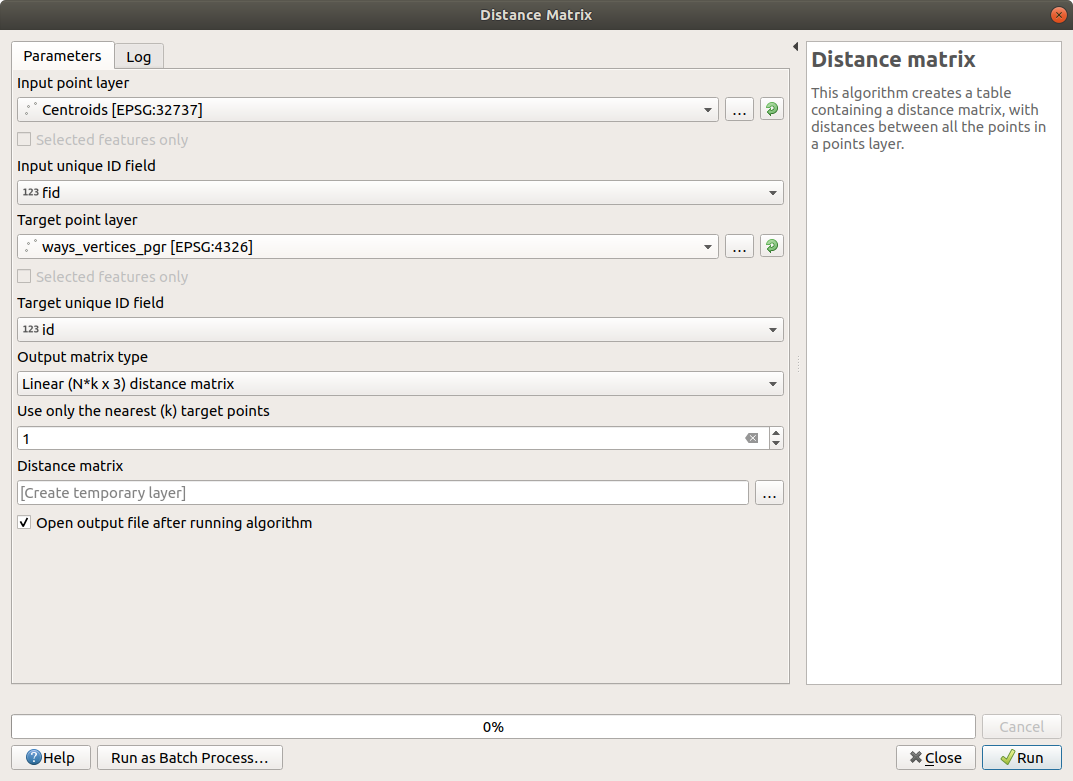 Distance Matrix
Parameters
Log
Input point layer
Centroids [EPSG:32737]
...
Selected features only
Input unique ID field
123 fid
Target point layer
ways_vertices_pgr [EPSG:4326]
...
Selected features only
Target unique ID field
123 id
Output matrix type
Linear (N*k x 3) distance matrix
Use only the nearest (k) target points
1
Distance matrix
[Create temporary layer]
...
Open output file after running algorithm
Distance matrix
This algorithm creates a table
containing a distance matrix, with
distances between all the points in
a points layer.
0%
Cancel
Help
Run as Batch Process...
Close
Run